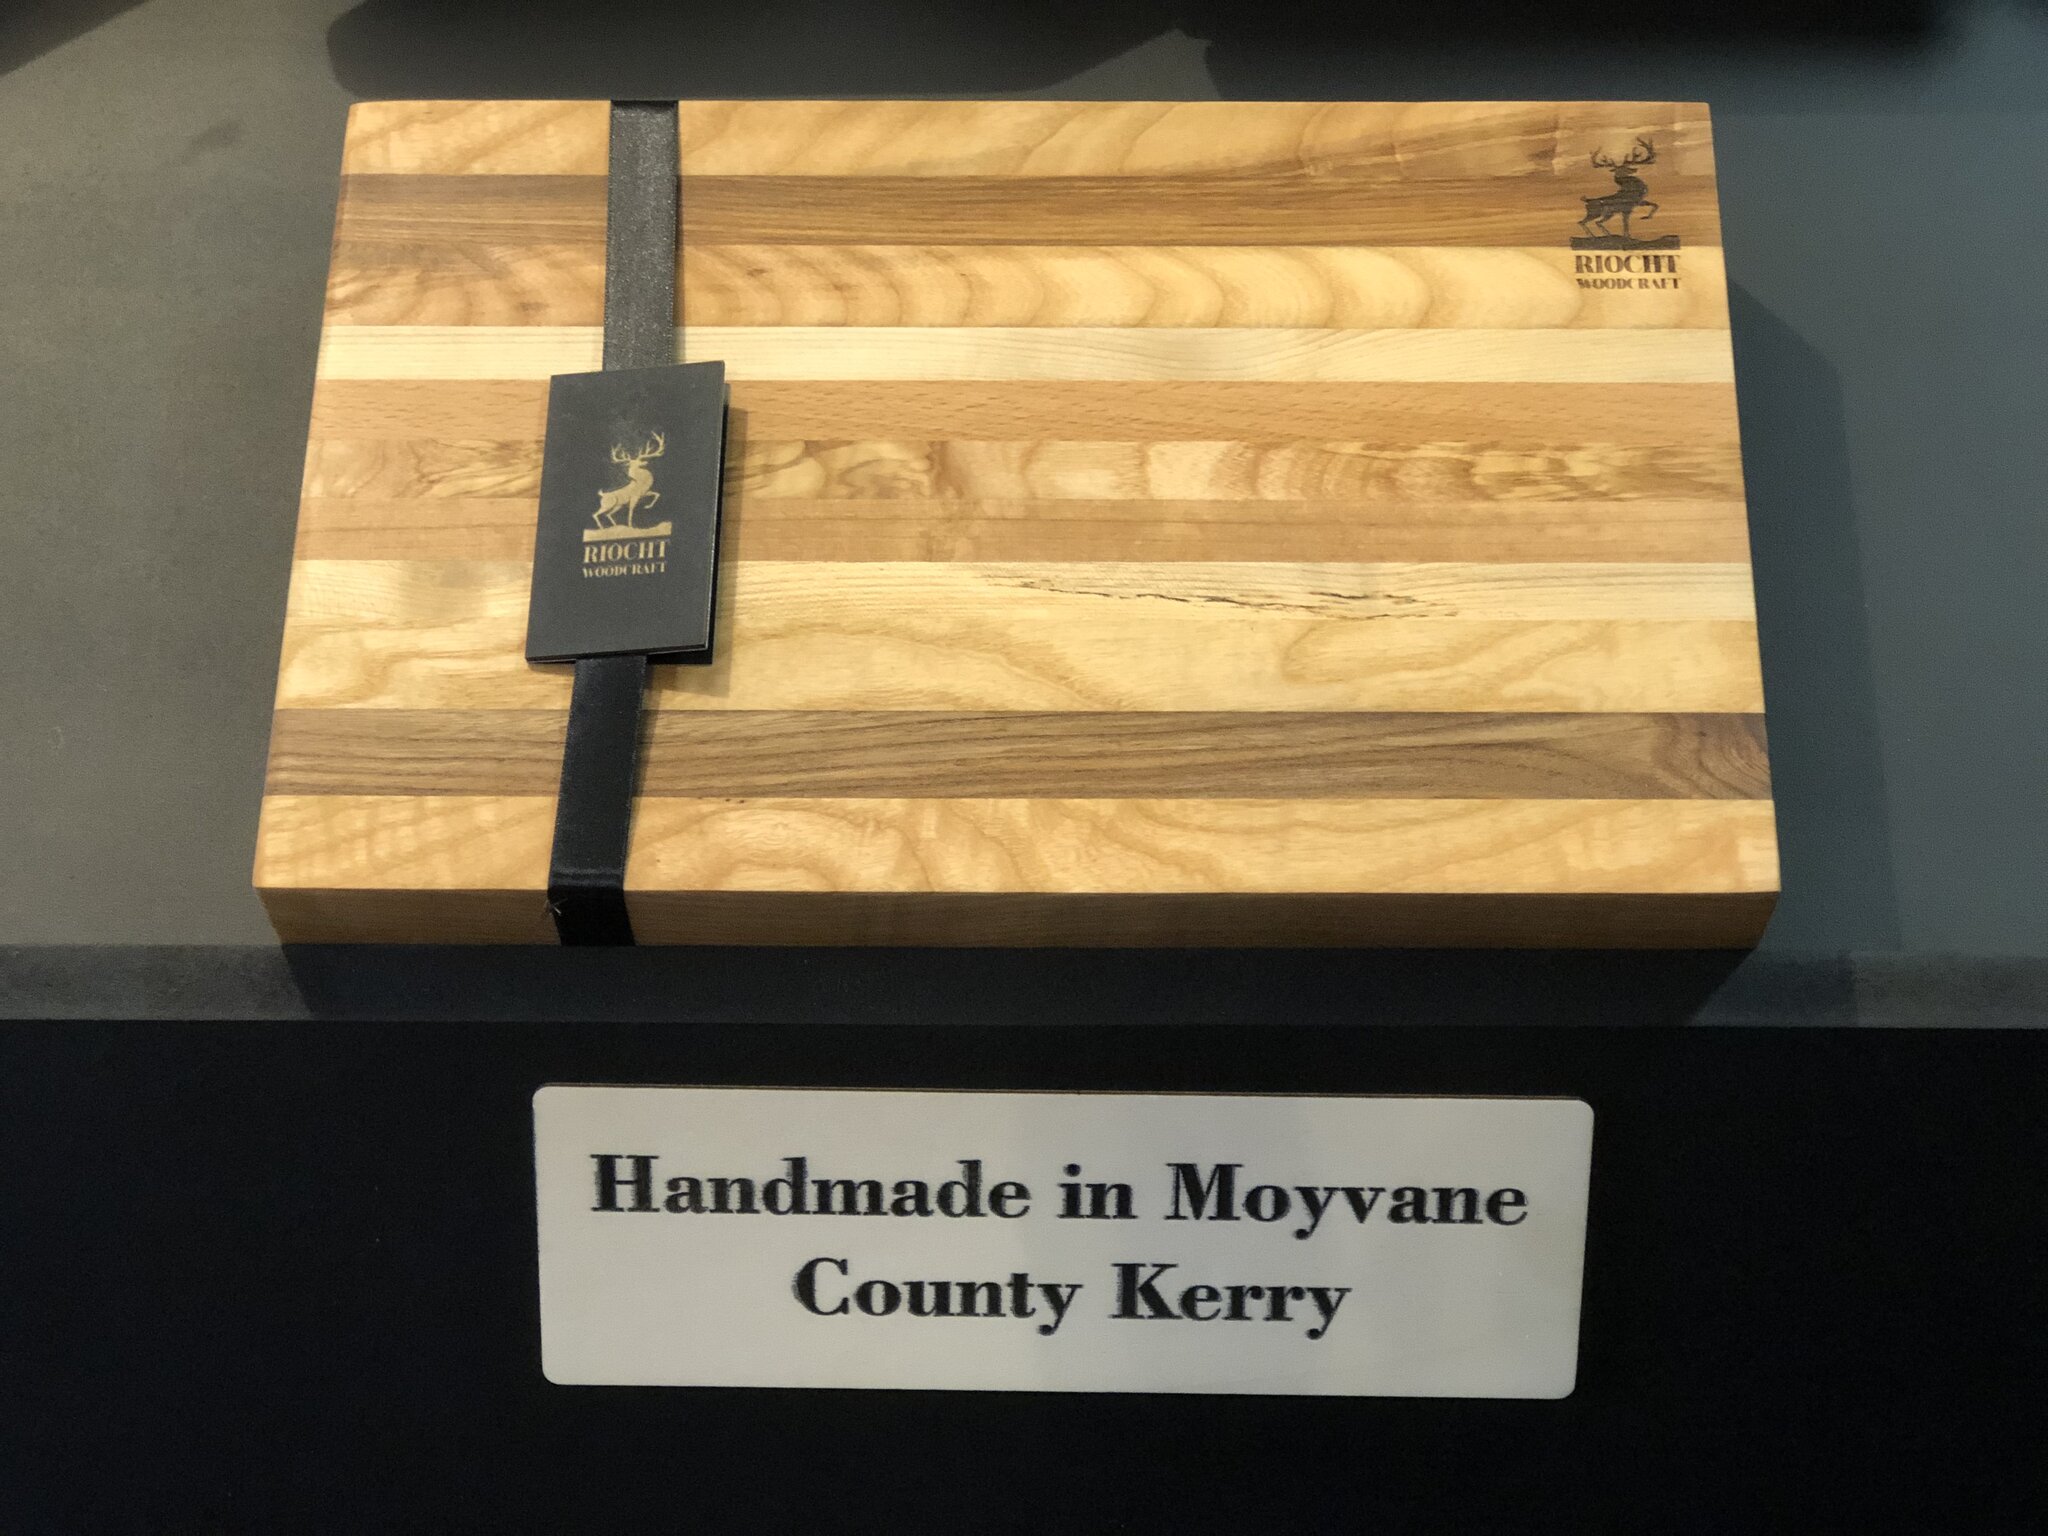 RIOCHT
WOODCRAFT
RIOCHT
WOODCRAFT
Handmade in Moyvane
County Kerry